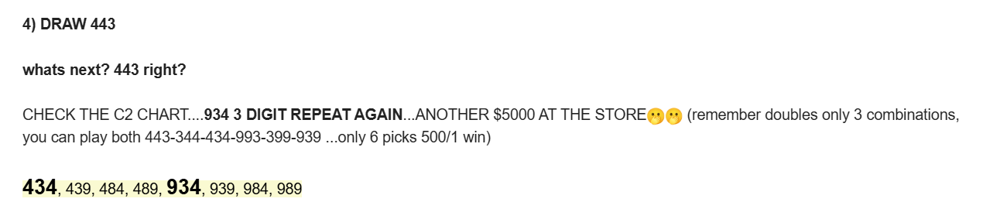 4) DRAW 443
whats next? 443 right?
CHECK THE C2 CHART....934 3 DIGIT REPEAT AGAIN...ANOTHER $5000 AT THE STORE🫢🫢 (remember doubles only 3 combinations,
you can play both 443-344-434-993-399-939 ...only 6 picks 500/1 win)
434, 439, 484, 489, 934, 939, 984, 989